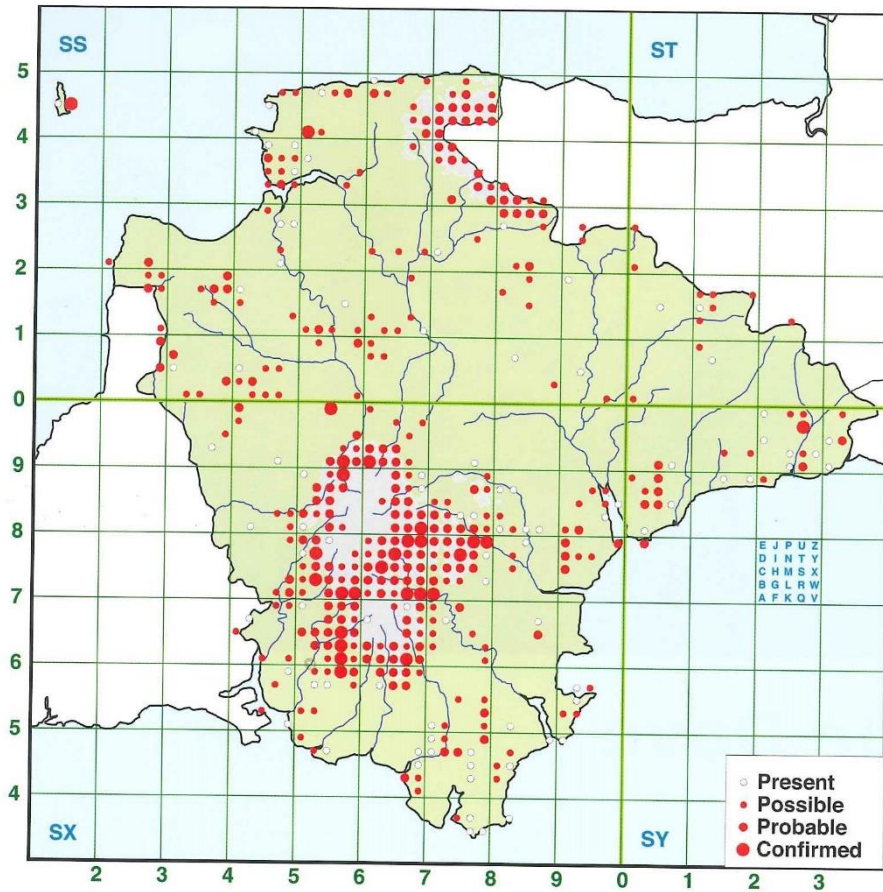 SS
ST
5
4
3
2
1
0
9
8
7
6
5
4
E J P U Z
D I N T Y
C H M S X
B G L R W
A F K Q V
Present
Possible
Probable
Confirmed
SX
SY
2 3 4 5 6 7 8 9 0 1 2 3